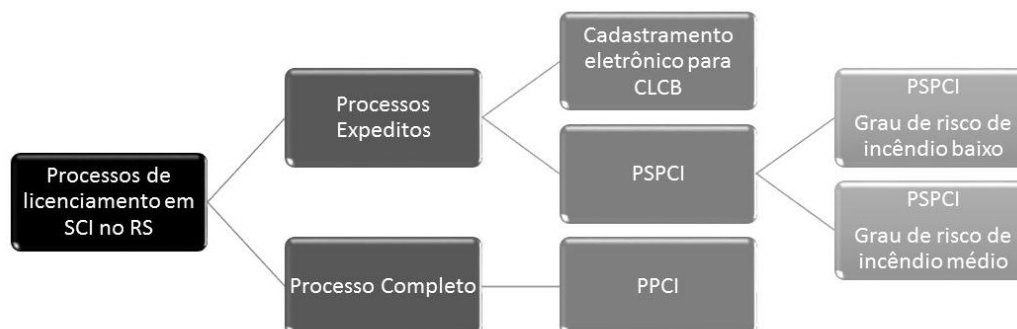 Processos de
licenciamento em
SCI no RS
Processos
Expeditos
Cadastramento
eletrônico para
CLCB
PSPCI
PSPCI
Grau de risco de
incêndio baixo
PSPCI
Grau de risco de
incêndio médio
Processo Completo
PPCI